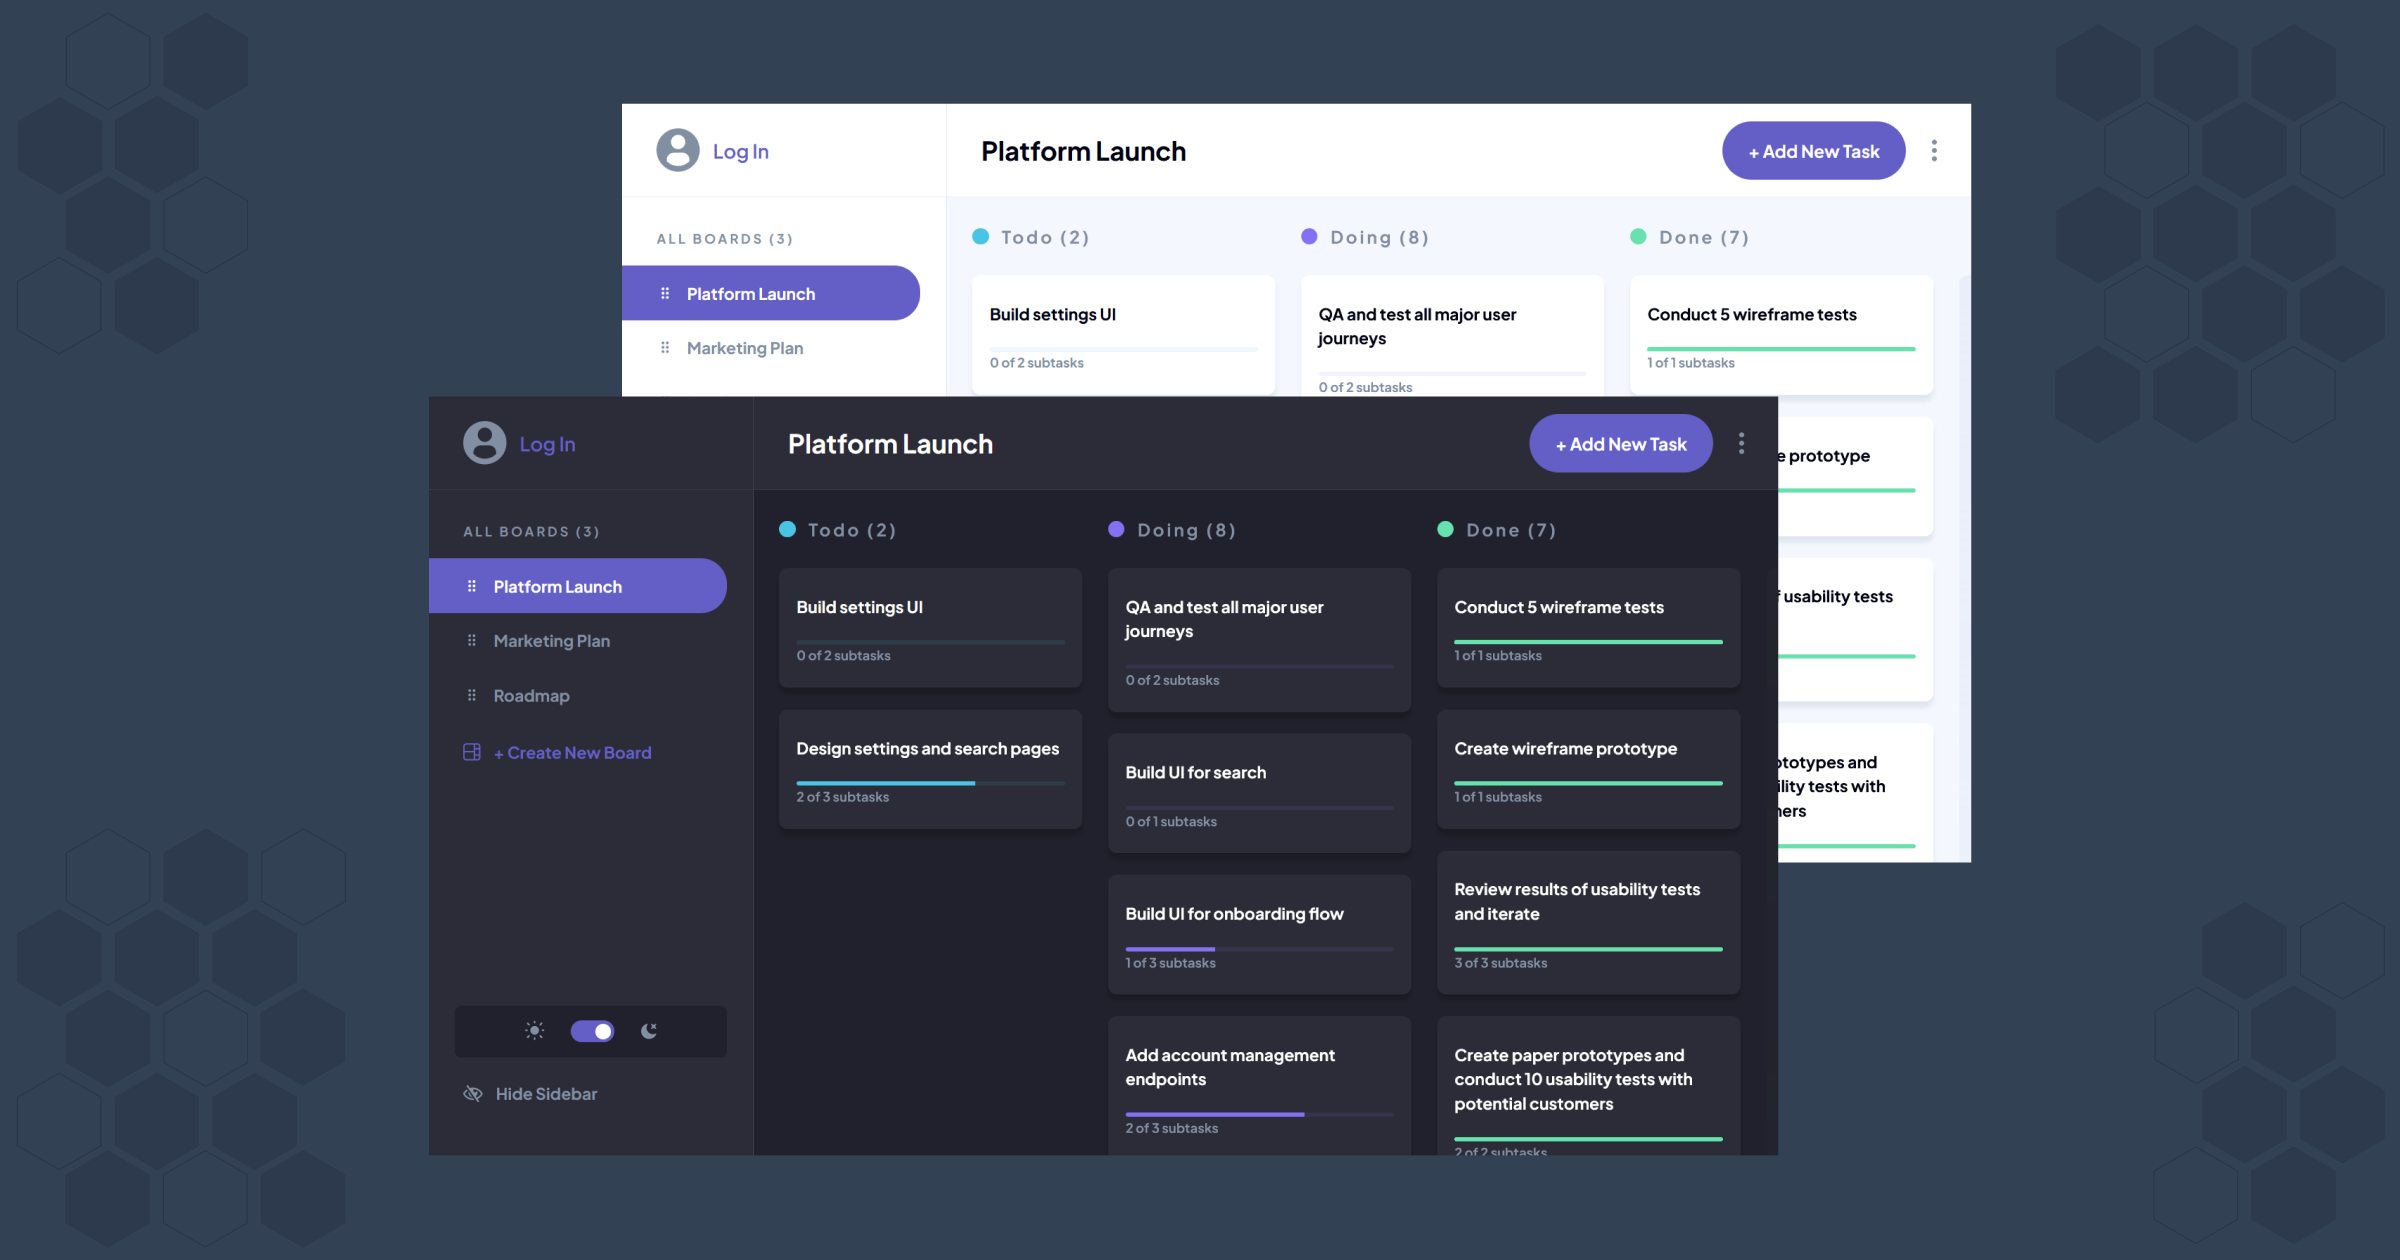 Log In
Platform Launch
+ Add New Task
ALL BOARDS (3)
Platform Launch
Marketing Plan
Todo (2)
Build settings UI
0 of 2 subtasks
Doing (8)
QA and test all major user
journeys
0 of 2 subtasks
Done (7)
Conduct 5 wireframe tests
1 of 1 subtasks
e prototype
f usability tests
ototypes and
ility tests with
ners
Log In
Platform Launch
+ Add New Task
ALL BOARDS (3)
Platform Launch
Marketing Plan
Roadmap
+ Create New Board
Hide Sidebar
Todo (2)
Build settings UI
0 of 2 subtasks
Design settings and search pages
2 of 3 subtasks
Doing (8)
QA and test all major user
journeys
0 of 2 subtasks
Build UI for search
0 of 1 subtasks
Build UI for onboarding flow
1 of 3 subtasks
Add account management
endpoints
2 of 3 subtasks
Done (7)
Conduct 5 wireframe tests
1 of 1 subtasks
Create wireframe prototype
1 of 1 subtasks
Review results of usability tests
and iterate
3 of 3 subtasks
Create paper prototypes and
conduct 10 usability tests with
potential customers
2 of 2 subtasks